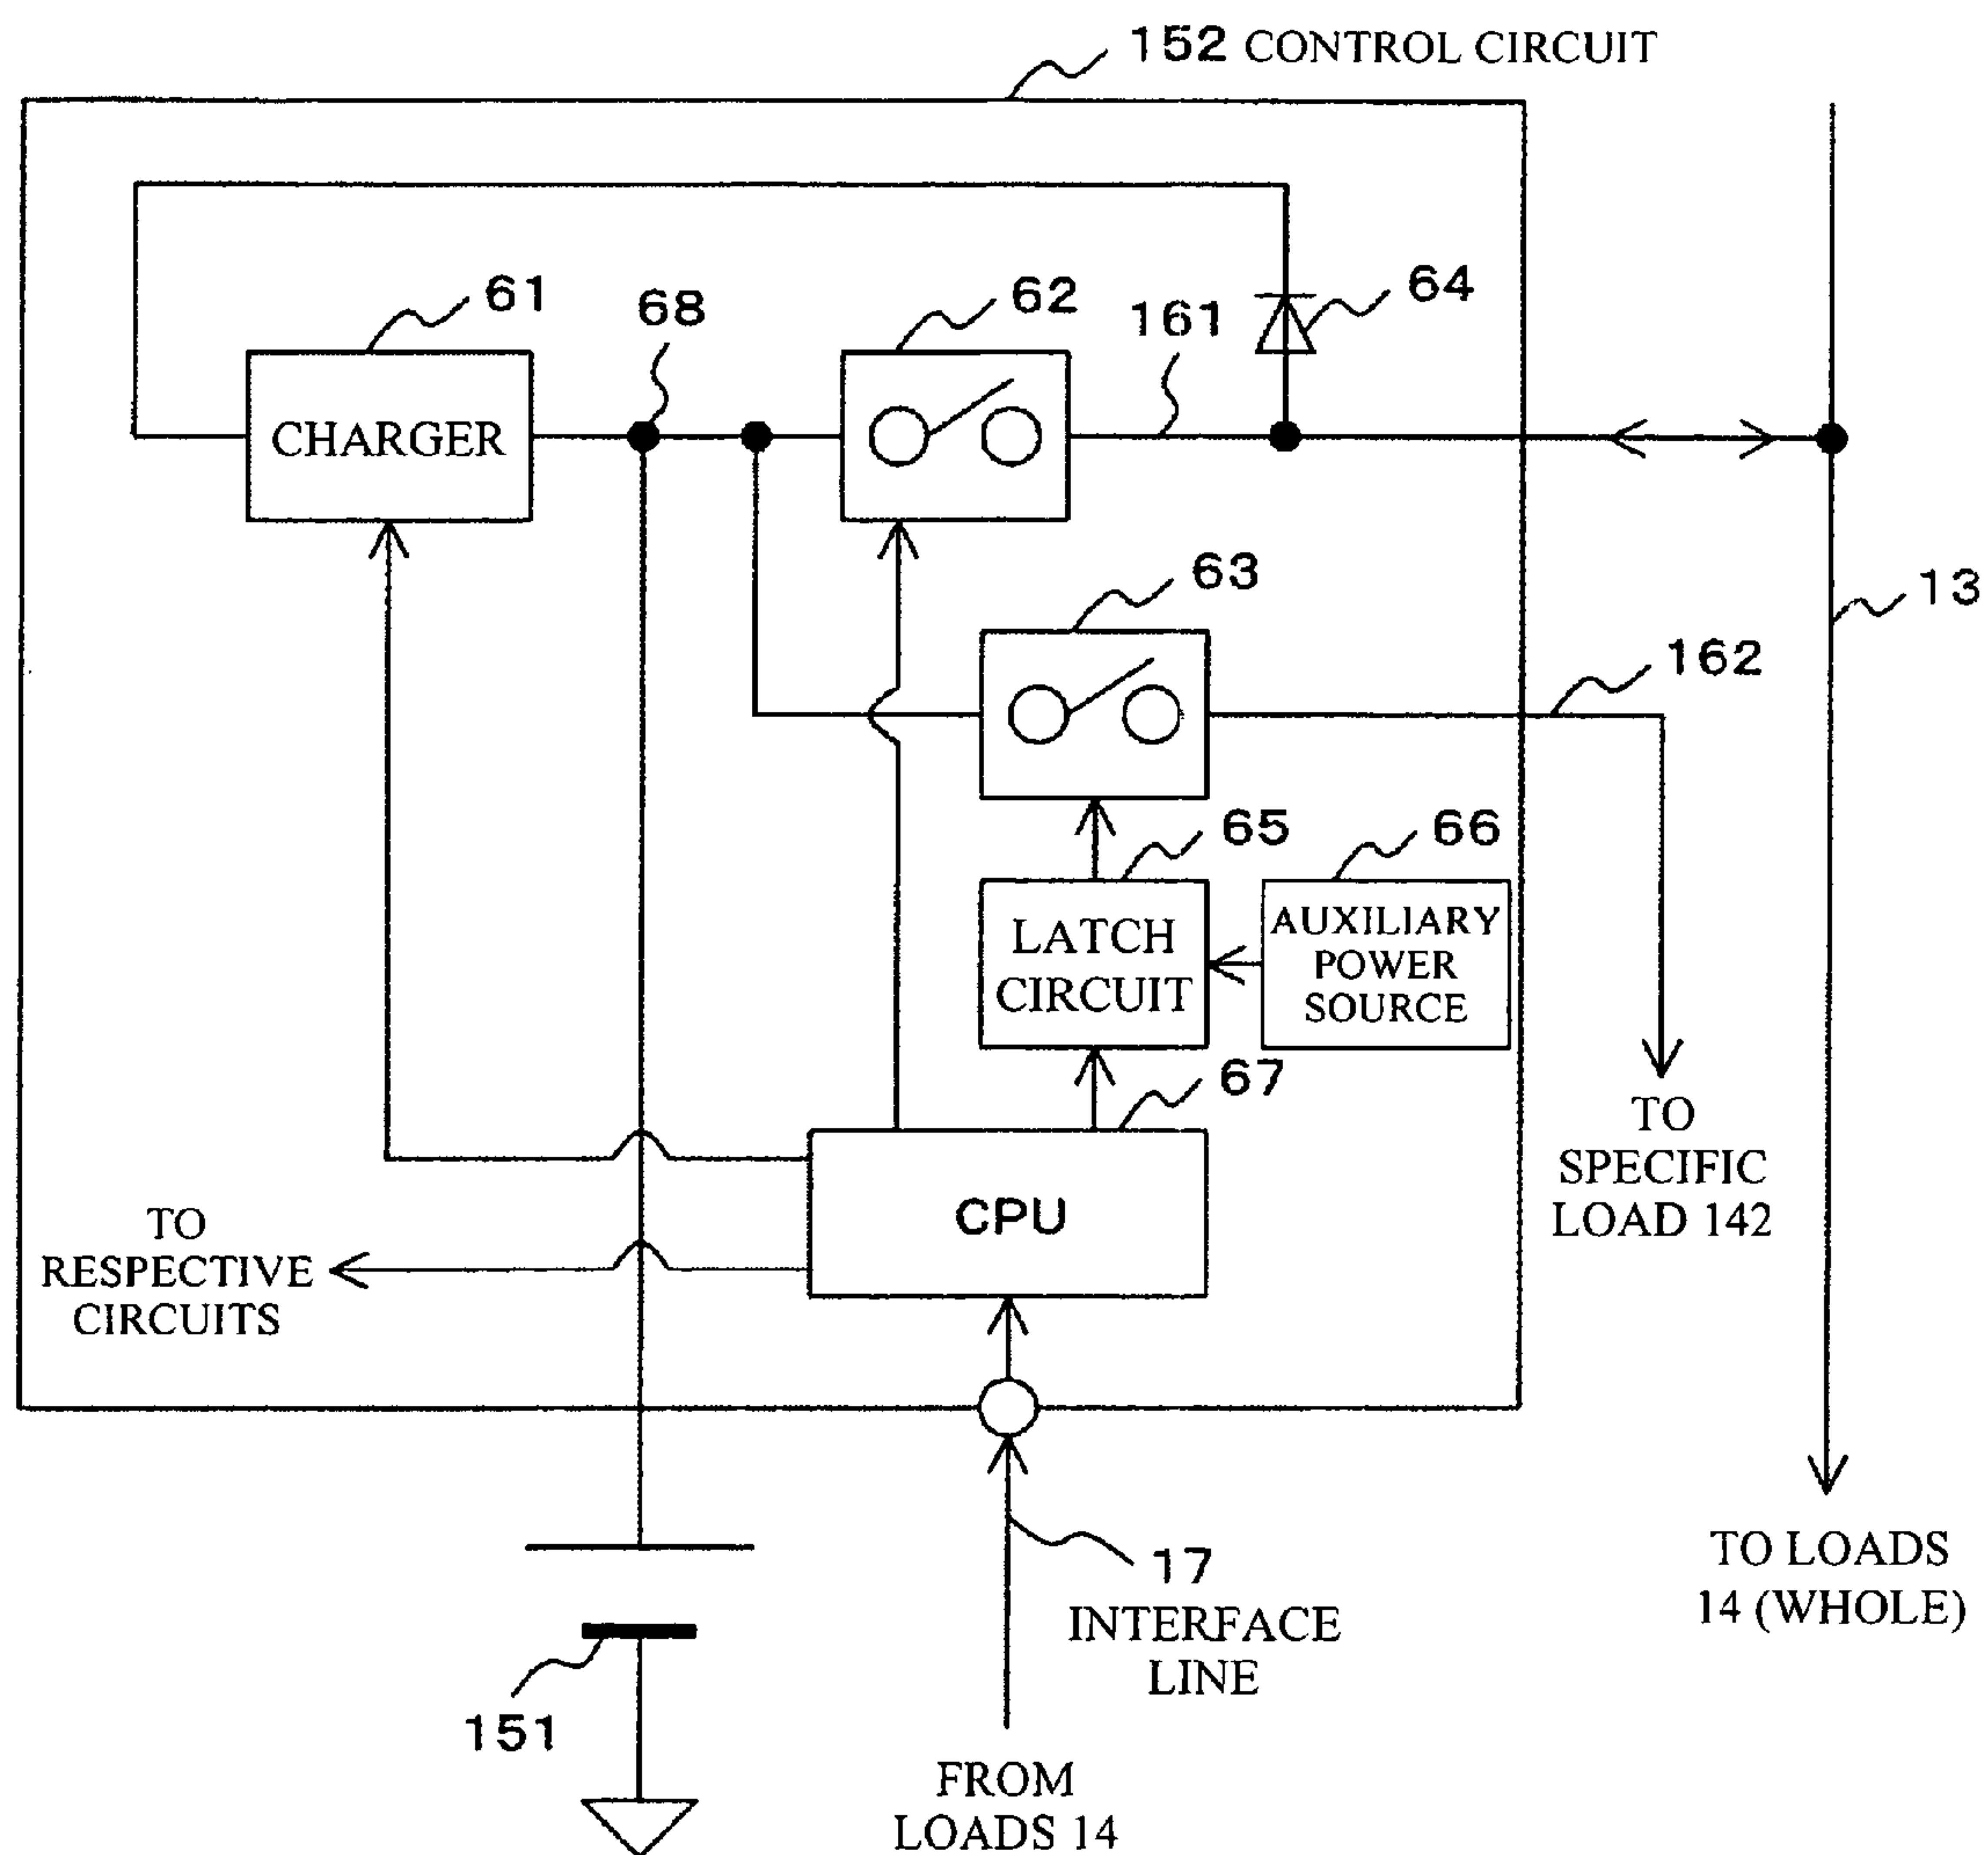 152 CONTROL CIRCUIT
61
68
62
161
64
CHARGER
63
13
162
65
66
LATCH
CIRCUIT
AUXILIARY
POWER
SOURCE
67
TO
SPECIFIC
LOAD 142
CPU
TO
RESPECTIVE
CIRCUITS
17
INTERFACE
LINE
TO LOADS
14 (WHOLE)
151
FROM
LOADS 14